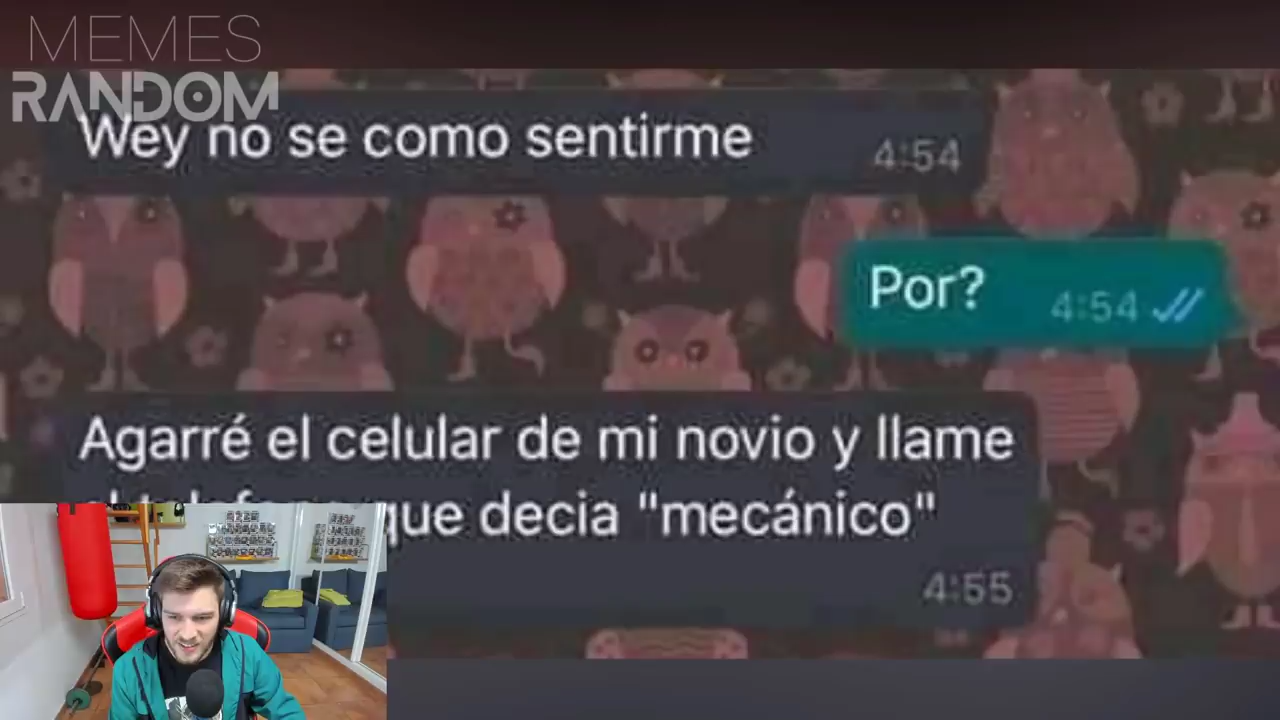 MEMES
RANDOM
Wey no se como sentirme
4:54
Por?
4:54
Agarré el celular de mi novio y llame
que decia "mecánico"
4:55